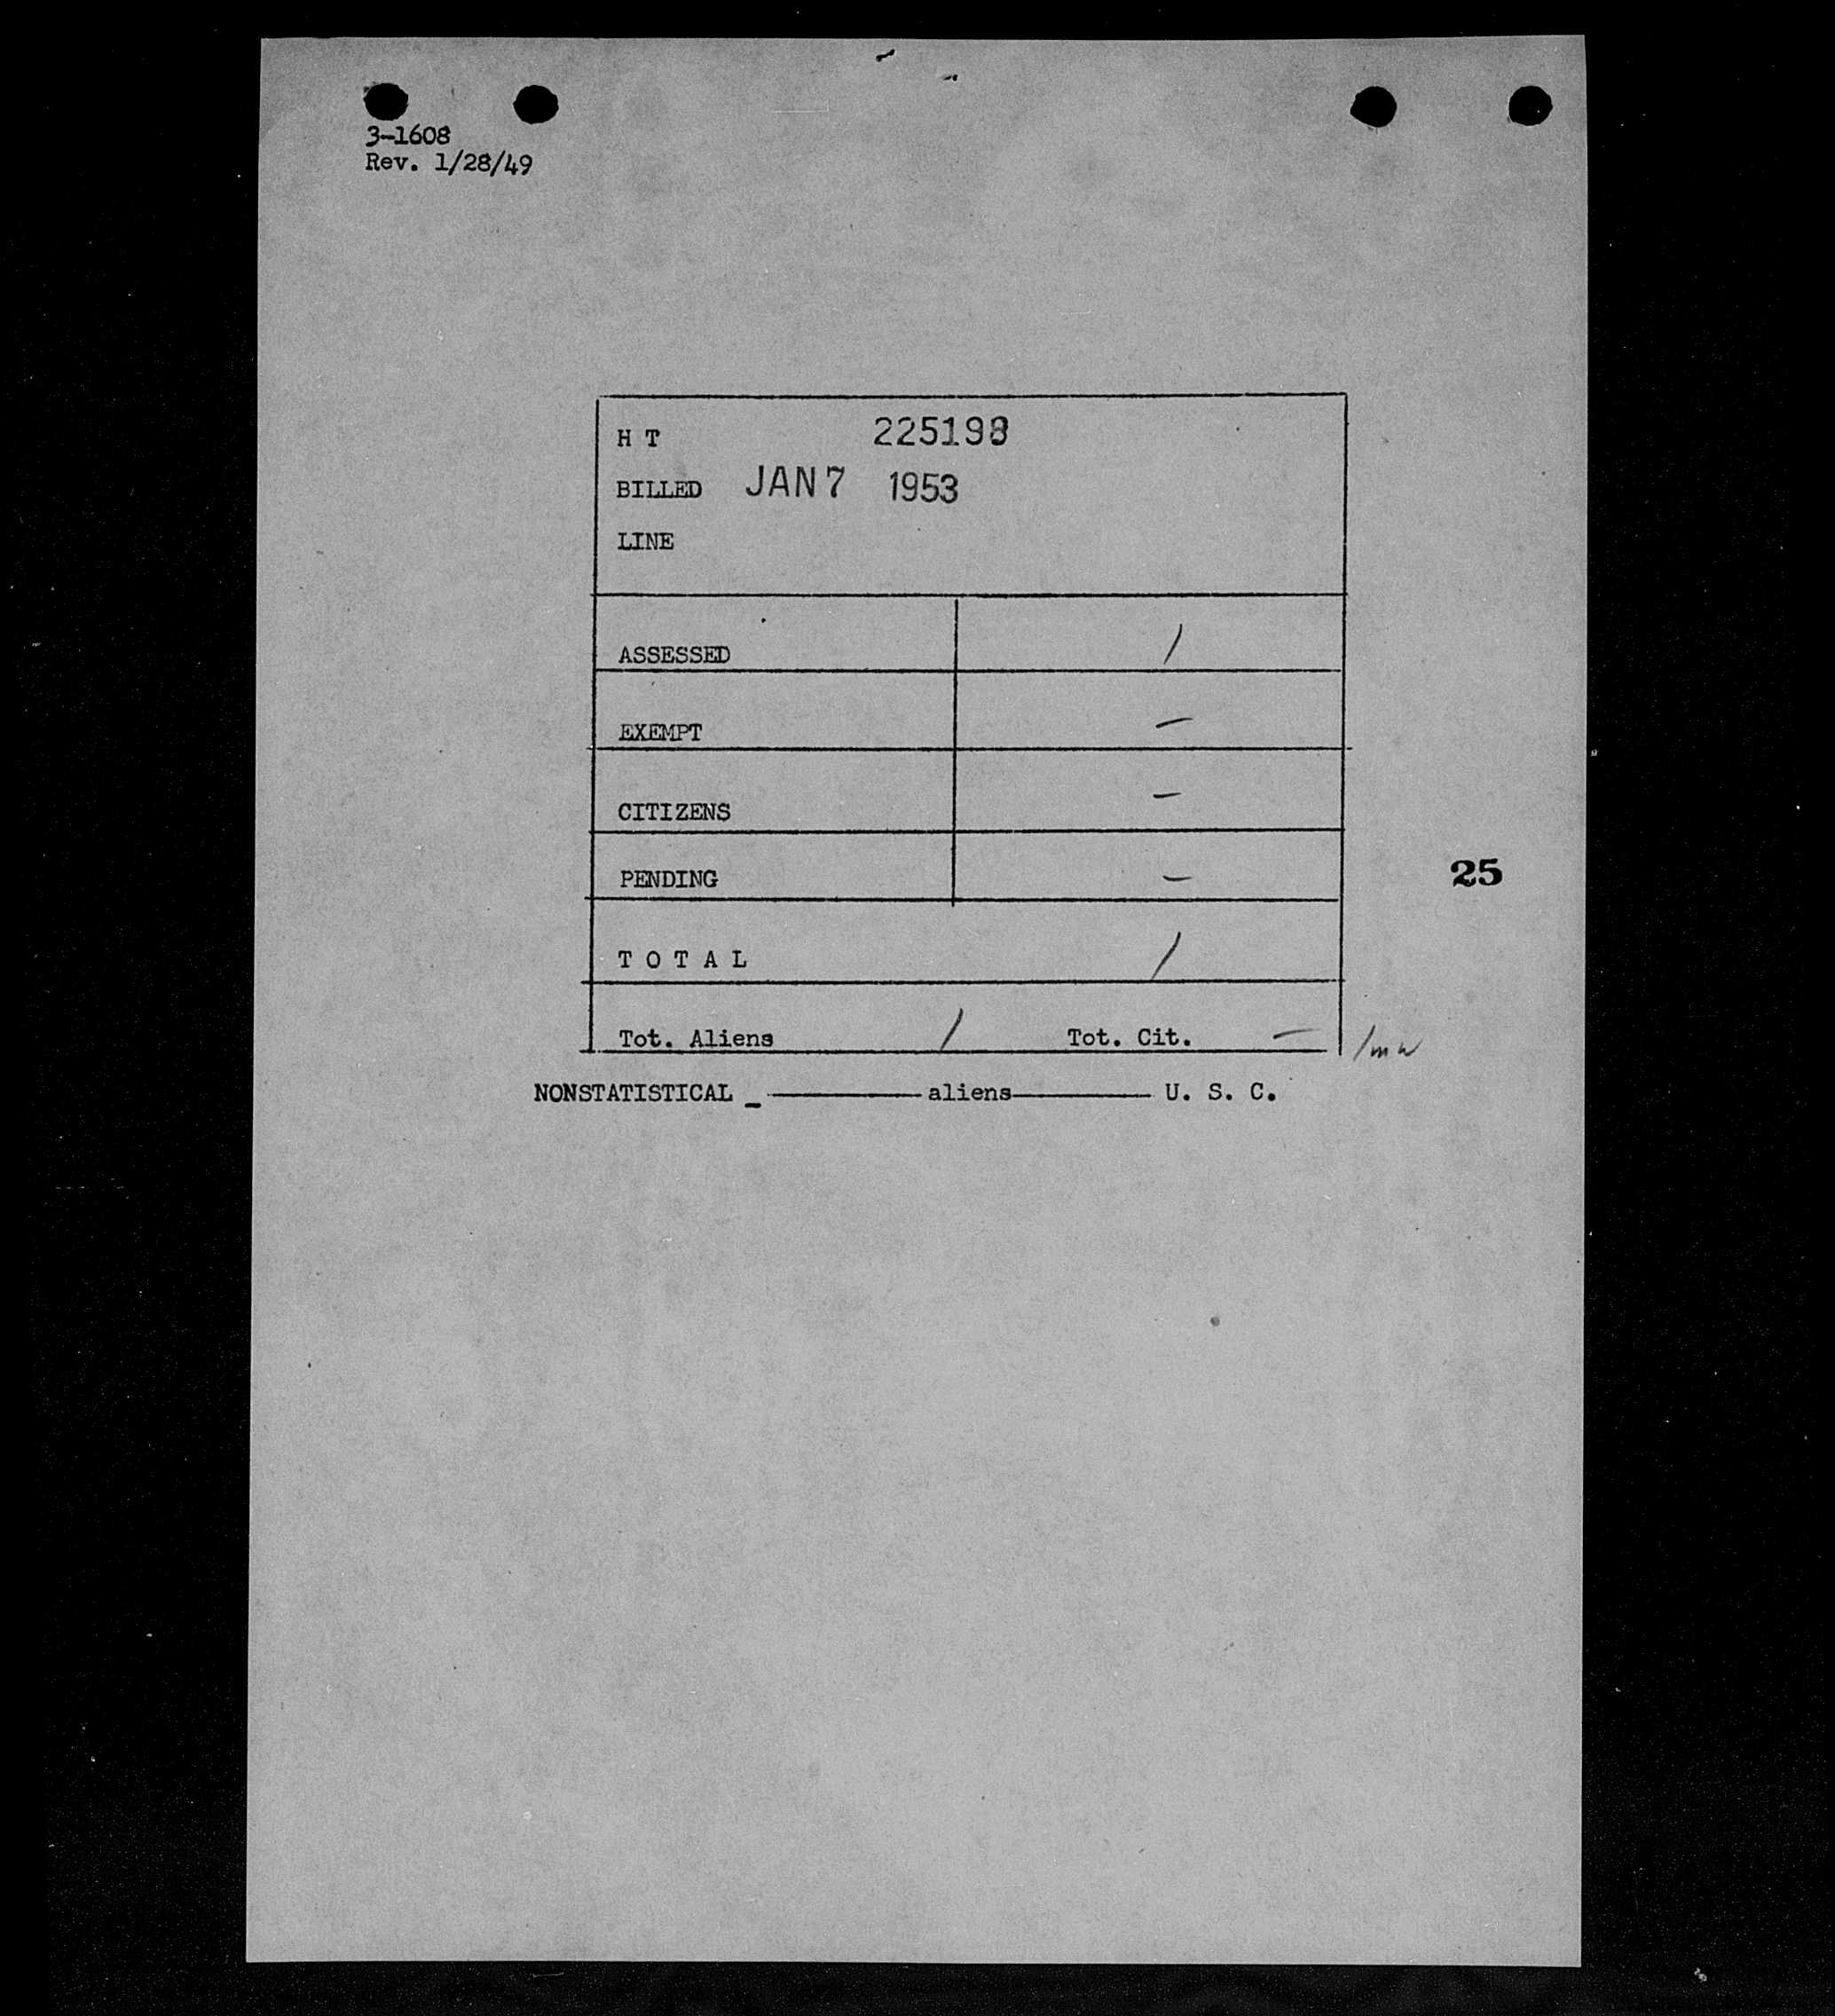 3-1608
Rev. 1/28/49
H T 225198
BILLED JAN 7 1953
LINE
ASSESSED /
EXEMPT —
CITIZENS —
PENDING —
25
T O T A L /
Tot. Aliens / Tot. Cit. — /mw
NONSTATISTICAL _ ———— aliens ———— U. S. C.